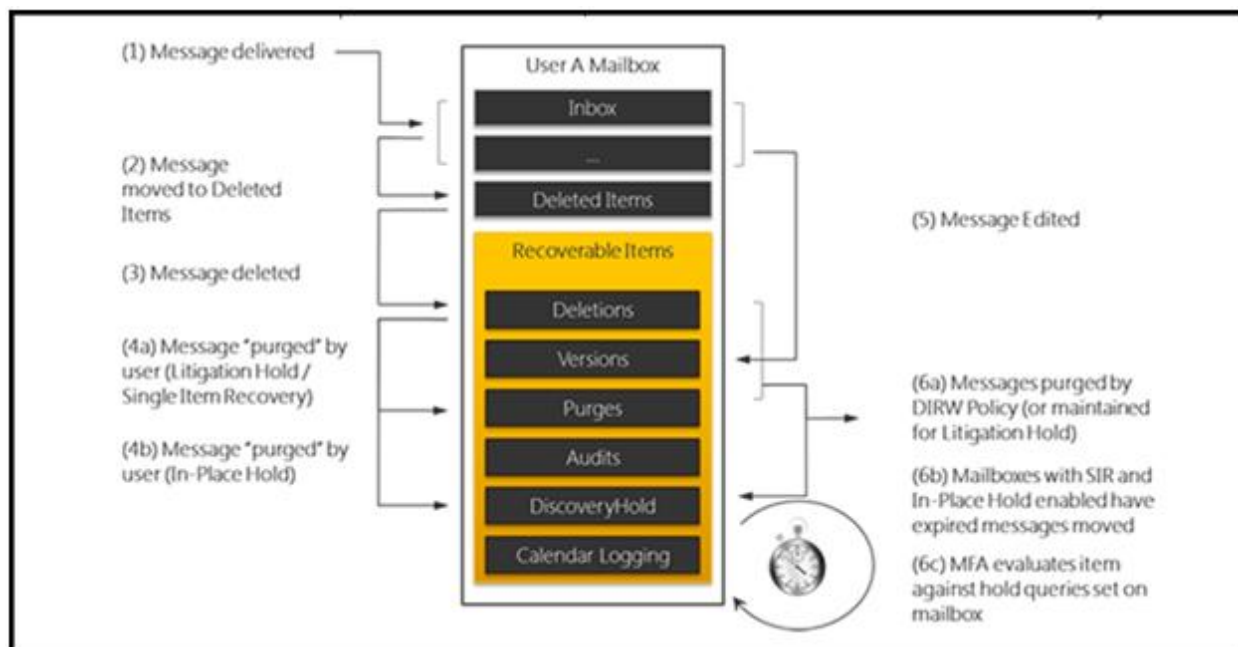 (1) Message delivered
(2) Message
moved to Deleted
Items
(3) Message deleted
(4a) Message "purged" by
user (Litigation Hold /
Single Item Recovery)
(4b) Message "purged" by
user (In-Place Hold)
User A Mailbox
Inbox
...
Deleted Items
Recoverable Items
Deletions
Versions
Purges
Audits
DiscoveryHold
Calendar Logging
(5) Message Edited
(6a) Messages purged by
DIRW Policy (or maintained
for Litigation Hold)
(6b) Mailboxes with SIR and
In-Place Hold enabled have
expired messages moved
(6c) MFA evaluates item
against hold queries set on
mailbox